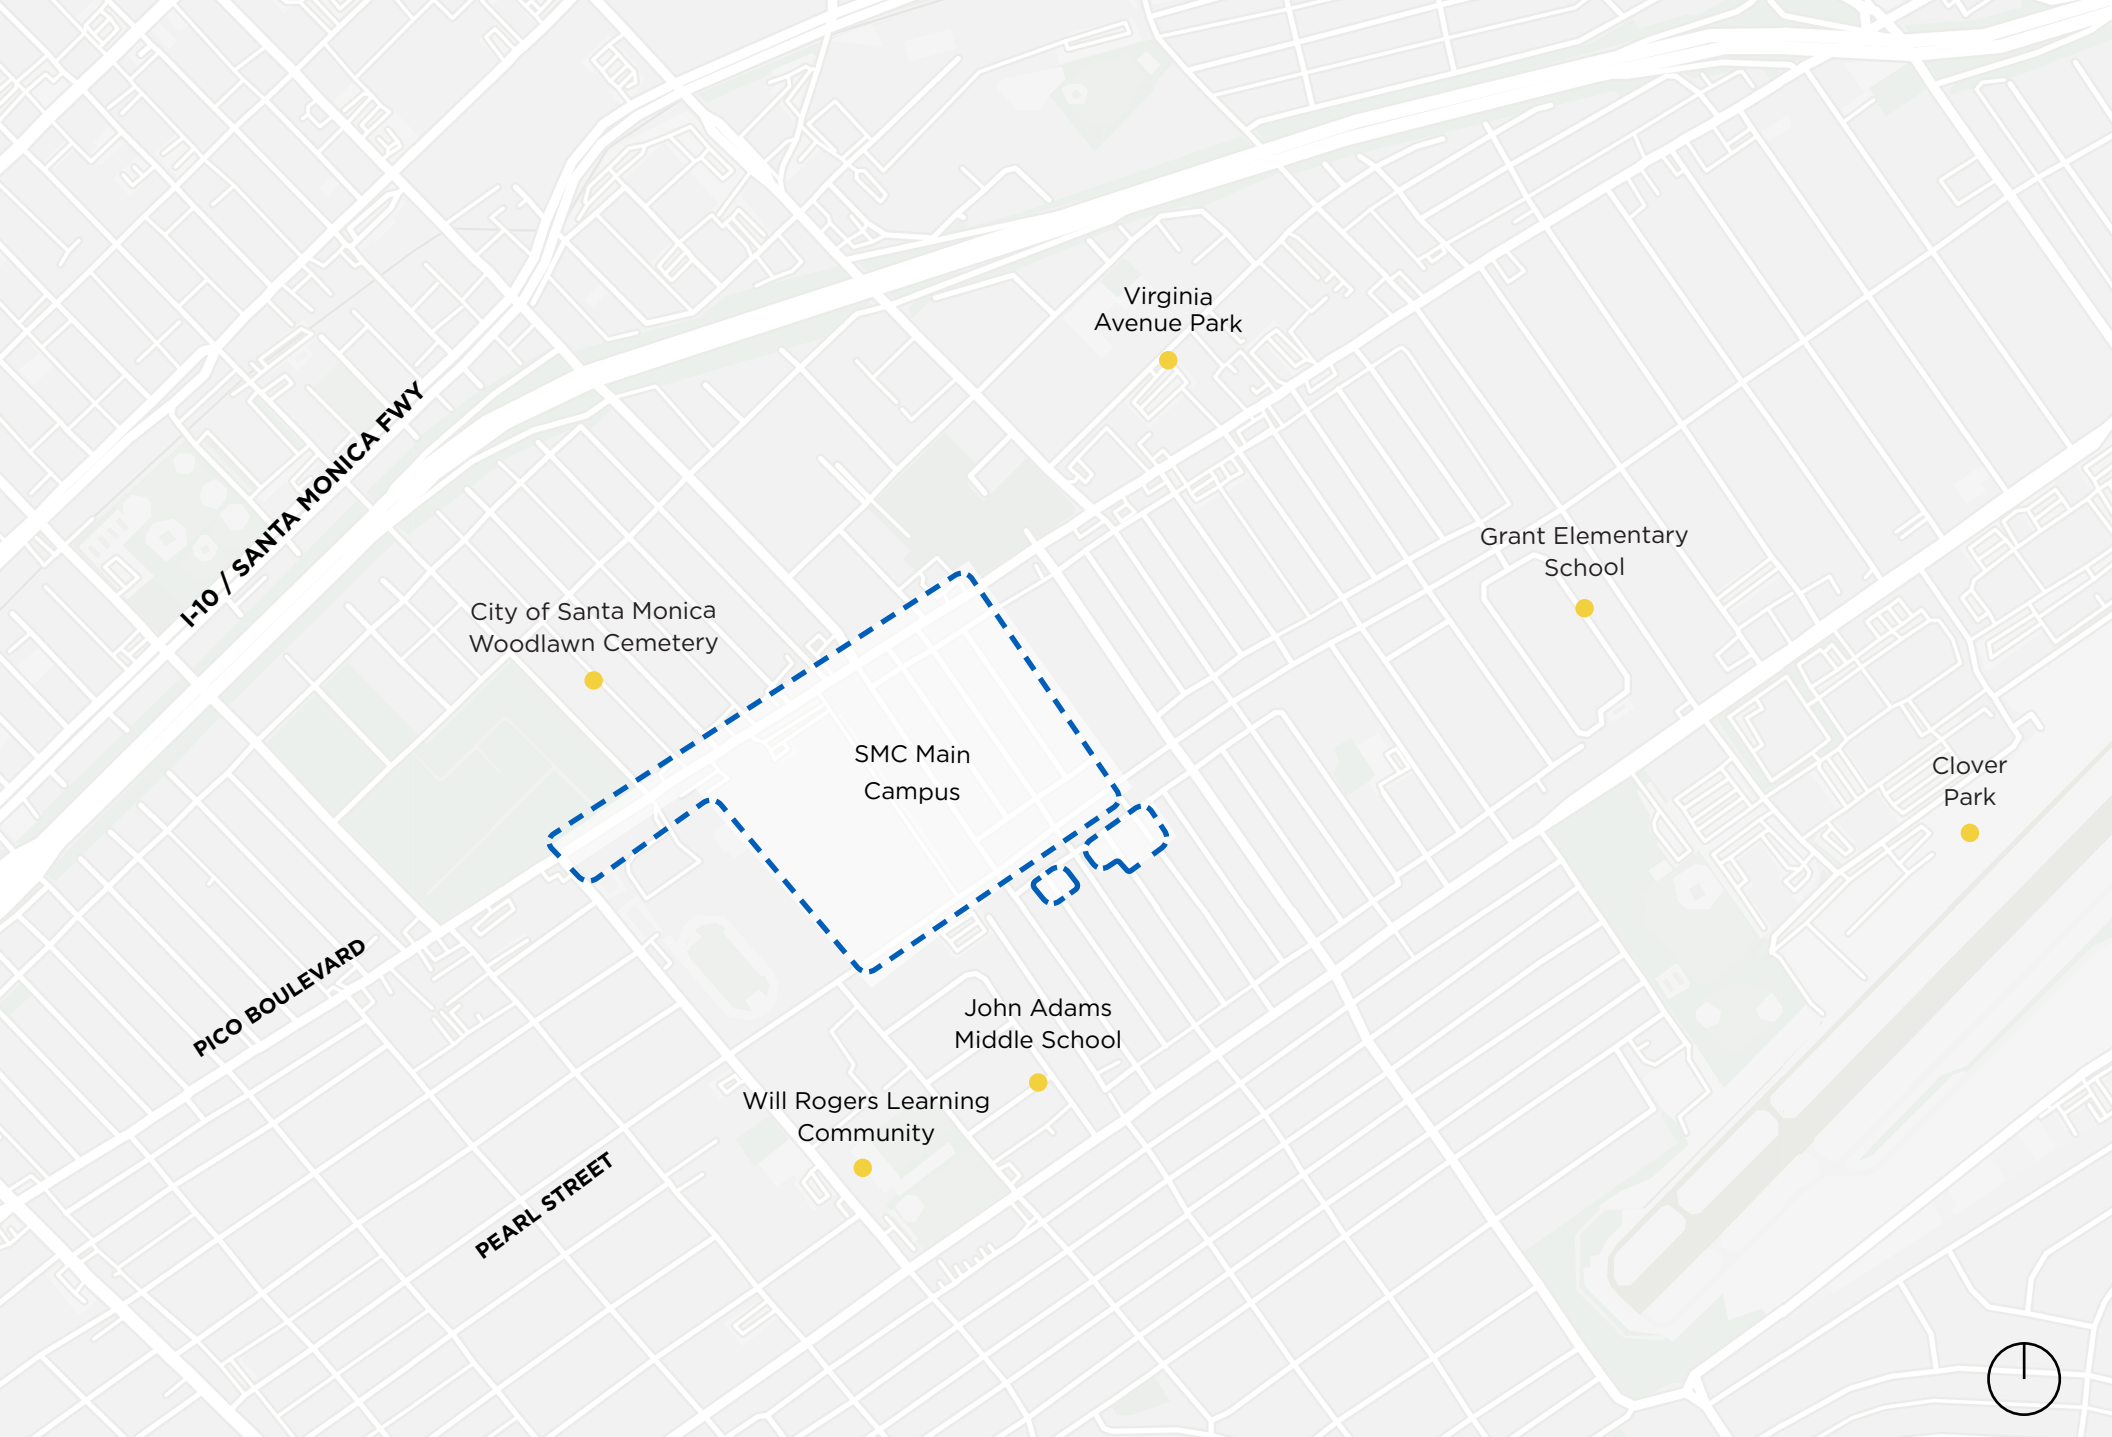 Virginia
Avenue Park
I-10 / SANTA MONICA FWY
Grant Elementary
School
City of Santa Monica
Woodlawn Cemetery
SMC Main
Campus
Clover
Park
PICO BOULEVARD
John Adams
Middle School
Will Rogers Learning
Community
PEARL STREET